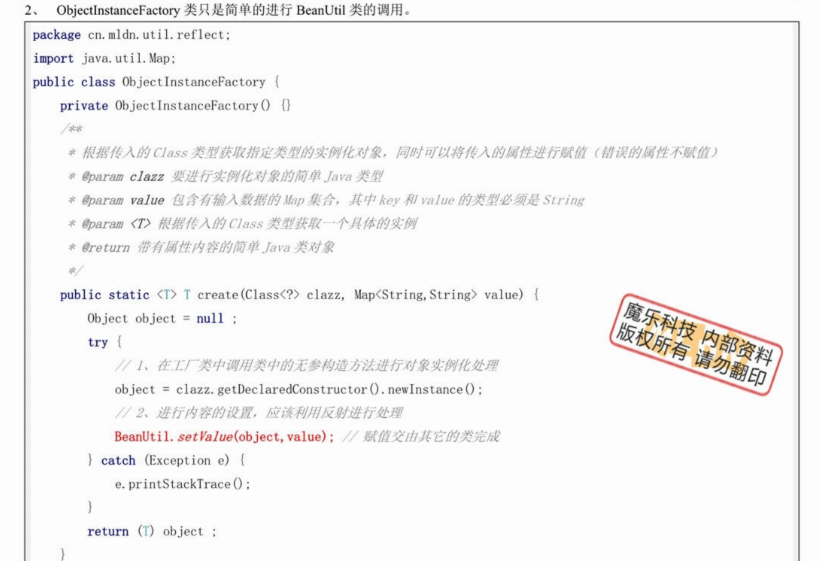 2、 ObjectInstanceFactory 类只是简单的进行 BeanUtil 类的调用。
package cn.mldn.util.reflect;
import java.util.Map;
public class ObjectInstanceFactory {
private ObjectInstanceFactory() {}
/**
* 根据传入的 Class 类型获取指定类型的实例化对象，同时可以将传入的属性进行赋值（错误的属性不赋值）
* @param clazz 要进行实例化对象的简单 Java 类型
* @param value 包含有输入数据的 Map 集合，其中 key 和 value 的类型必须是 String
* @param <T> 根据传入的 Class 类型获取一个具体的实例
* @return 带有属性内容的简单 Java 类对象
*/
public static <T> T create(Class<?> clazz, Map<String,String> value) {
Object object = null ;
try {
// 1、在工厂类中调用类中的无参构造方法进行对象实例化处理
object = clazz.getDeclaredConstructor().newInstance();
// 2、进行内容的设置，应该利用反射进行处理
BeanUtil.setValue(object,value); // 赋值交由其它的类完成
} catch (Exception e) {
e.printStackTrace();
}
return (T) object ;
}
魔乐科技 内部资料
版权所有 请勿翻印